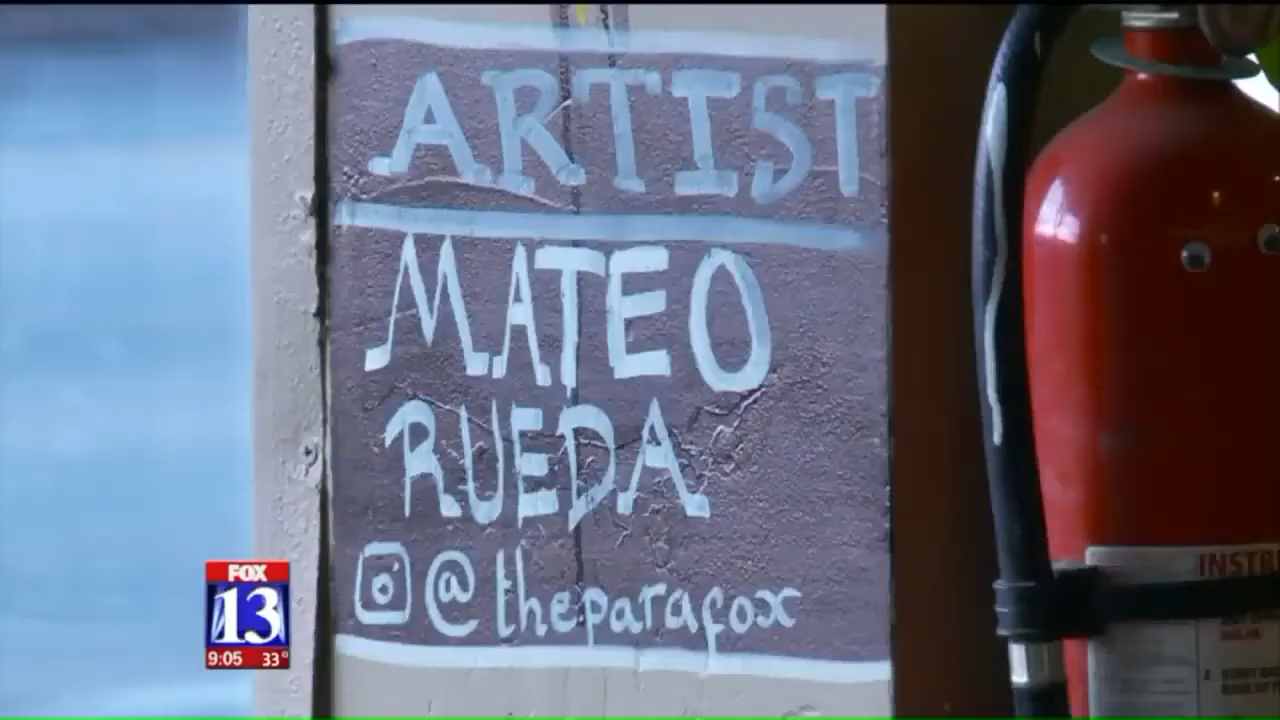 ARTIST
MATEO
RUEDA
@theparafox
FOX
13
9:05 33°
INSTR